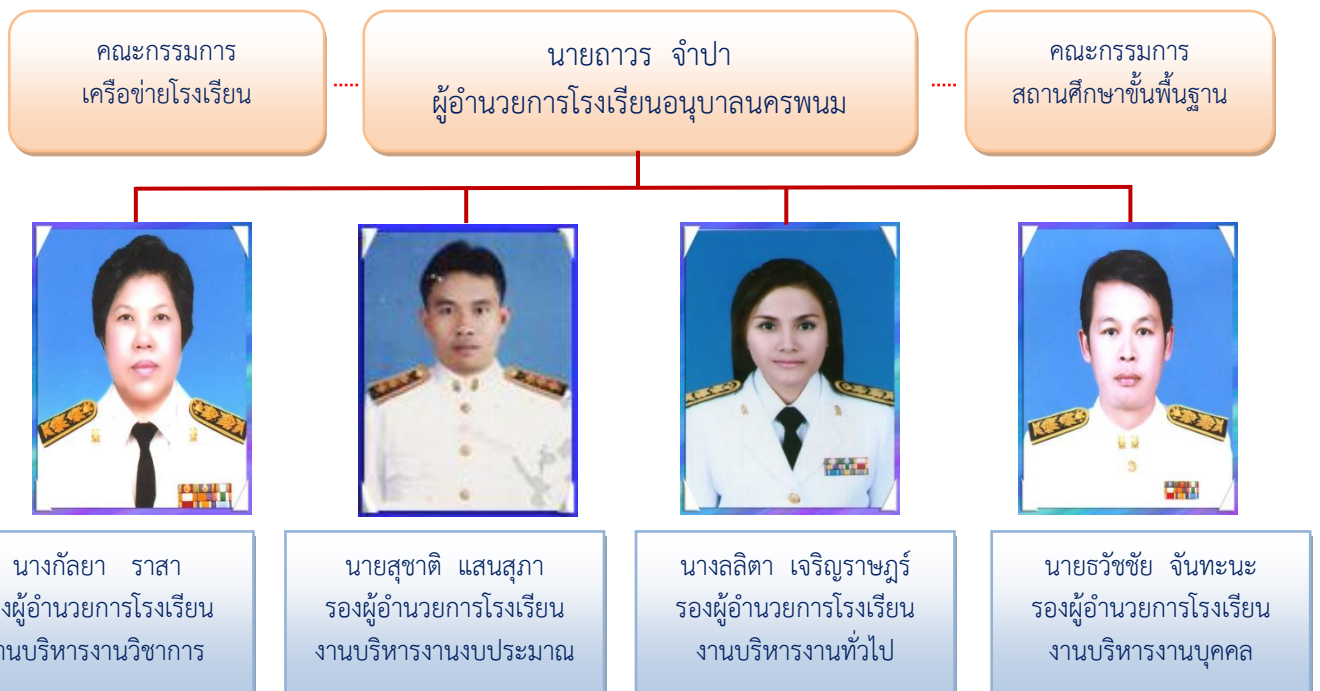 คณะกรรมการ
เครือข่ายโรงเรียน
นายถาวร จำปา
ผู้อำนวยการโรงเรียนอนุบาลนครพนม
คณะกรรมการ
สถานศึกษาขั้นพื้นฐาน
นางกัลยา ราสา
งผู้อำนวยการโรงเรียน
านบริหารงานวิชาการ
นายสุชาติ แสนสุภา
รองผู้อำนวยการโรงเรียน
งานบริหารงานงบประมาณ
นางลลิตา เจริญราษฎร์
รองผู้อำนวยการโรงเรียน
งานบริหารงานทั่วไป
นายธวัชชัย จันทะนะ
รองผู้อำนวยการโรงเรียน
งานบริหารงานบุคคล